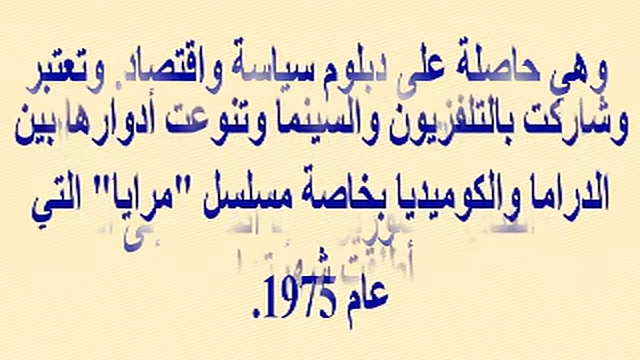 وهي حاصلة على دبلوم سياسة واقتصاد. وتعتبر
وشاركت بالتلفزيون والسينما وتنوعت أدوارها بين
الدراما والكوميديا بخاصة مسلسل "مرايا" التي
عام 1975.